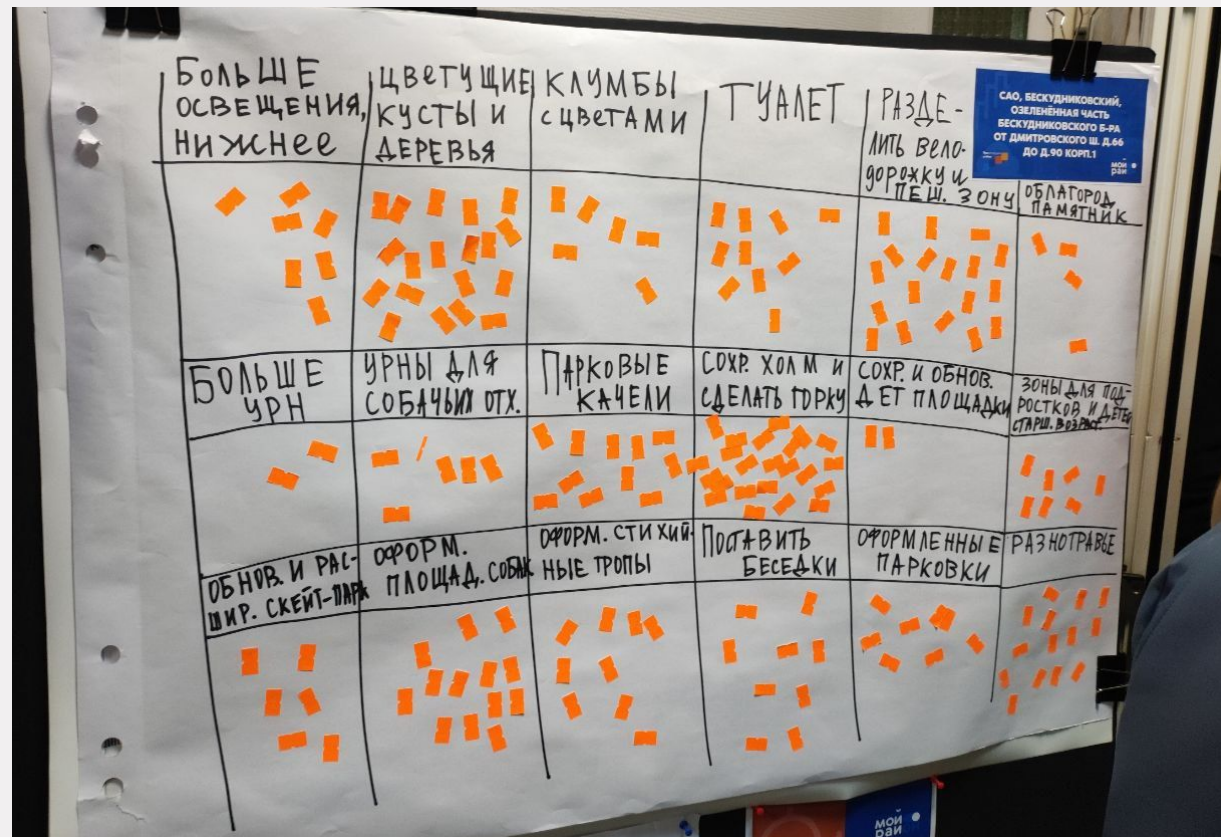 БОЛЬШЕ
ОСВЕЩЕНИЯ,
НИЖНЕЕ
ЦВЕТУЩИЕ
КУСТЫ И
ДЕРЕВЬЯ
КЛУМБЫ
С ЦВЕТАМИ
ТУАЛЕТ
РАЗДЕ-
ЛИТЬ ВЕЛО-
ДОРОЖКУ И
ПЕШ. ЗОНУ
САО, БЕСКУДНИКОВСКИЙ,
ОЗЕЛЕНЁННАЯ ЧАСТЬ
БЕСКУДНИКОВСКОГО Б-РА
ОТ ДМИТРОВСКОГО Ш. Д.66
ДО Д.90 КОРП.1
МОЙ
РАЙ
ОБЛАГОРОД.
ПАМЯТНИК
БОЛЬШЕ
УРН
УРНЫ ДЛЯ
СОБАЧЬИХ ОТХ.
ПАРКОВЫЕ
КАЧЕЛИ
СОХР. ХОЛМ И
СДЕЛАТЬ ГОРКУ
СОХР. И ОБНОВ.
ДЕТ ПЛОЩАДКИ
ЗОНЫ ДЛЯ ПОД-
РОСТКОВ И ДЕТЕЙ
СТАРШ. ВОЗРАСТ
ОБНОВ. И РАС-
ШИР. СКЕЙТ-ПАРК
ОФОРМ.
ПЛОЩАД. СОБАК
ОФОРМ. СТИХИЙ-
НЫЕ ТРОПЫ
ПОСТАВИТЬ
БЕСЕДКИ
ОФОРМЛЕННЫЕ
ПАРКОВКИ
РАЗНОТРАВЬЕ
МОЙ
РАЙ